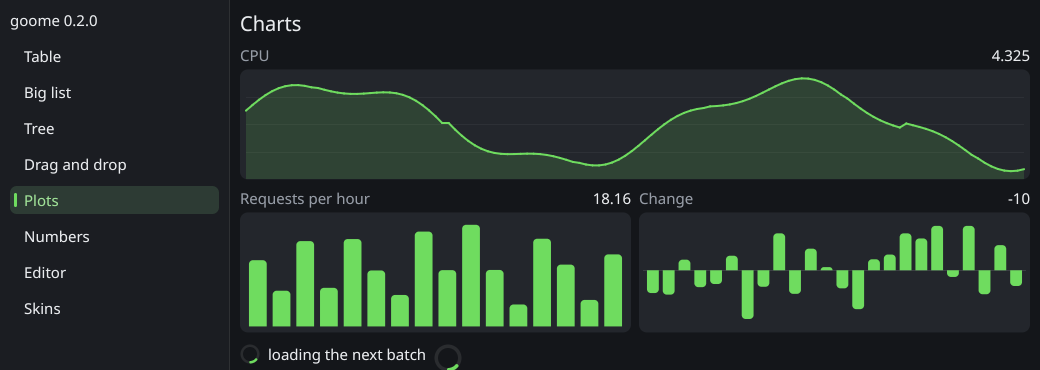 goome 0.2.0
Table
Big list
Tree
Drag and drop
Plots
Numbers
Editor
Skins
Charts
CPU 4.325
Requests per hour 18.16 Change -10
loading the next batch